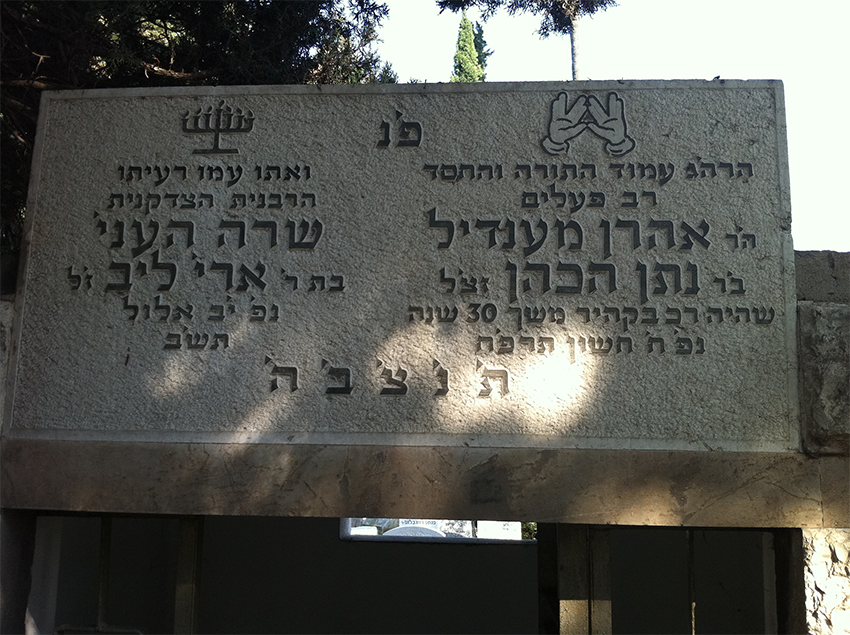 פ'נ
הרה'ג עמוד התורה והחסד
רב פעלים
ה'ר אהרן מענדיל
ב'ר נתן הכהן זצ'ל
שהיה רב בקהיר משך 30 שנה
נפ' ח' חשון תרפ'ח
ואתו עמו רעיתו
הרבנית הצדקנית
שרה העני'
בת ר' ארי' ליב ז'ל
נפ' י'ב אלול
תש'ב
ת' נ' צ' ב' ה'